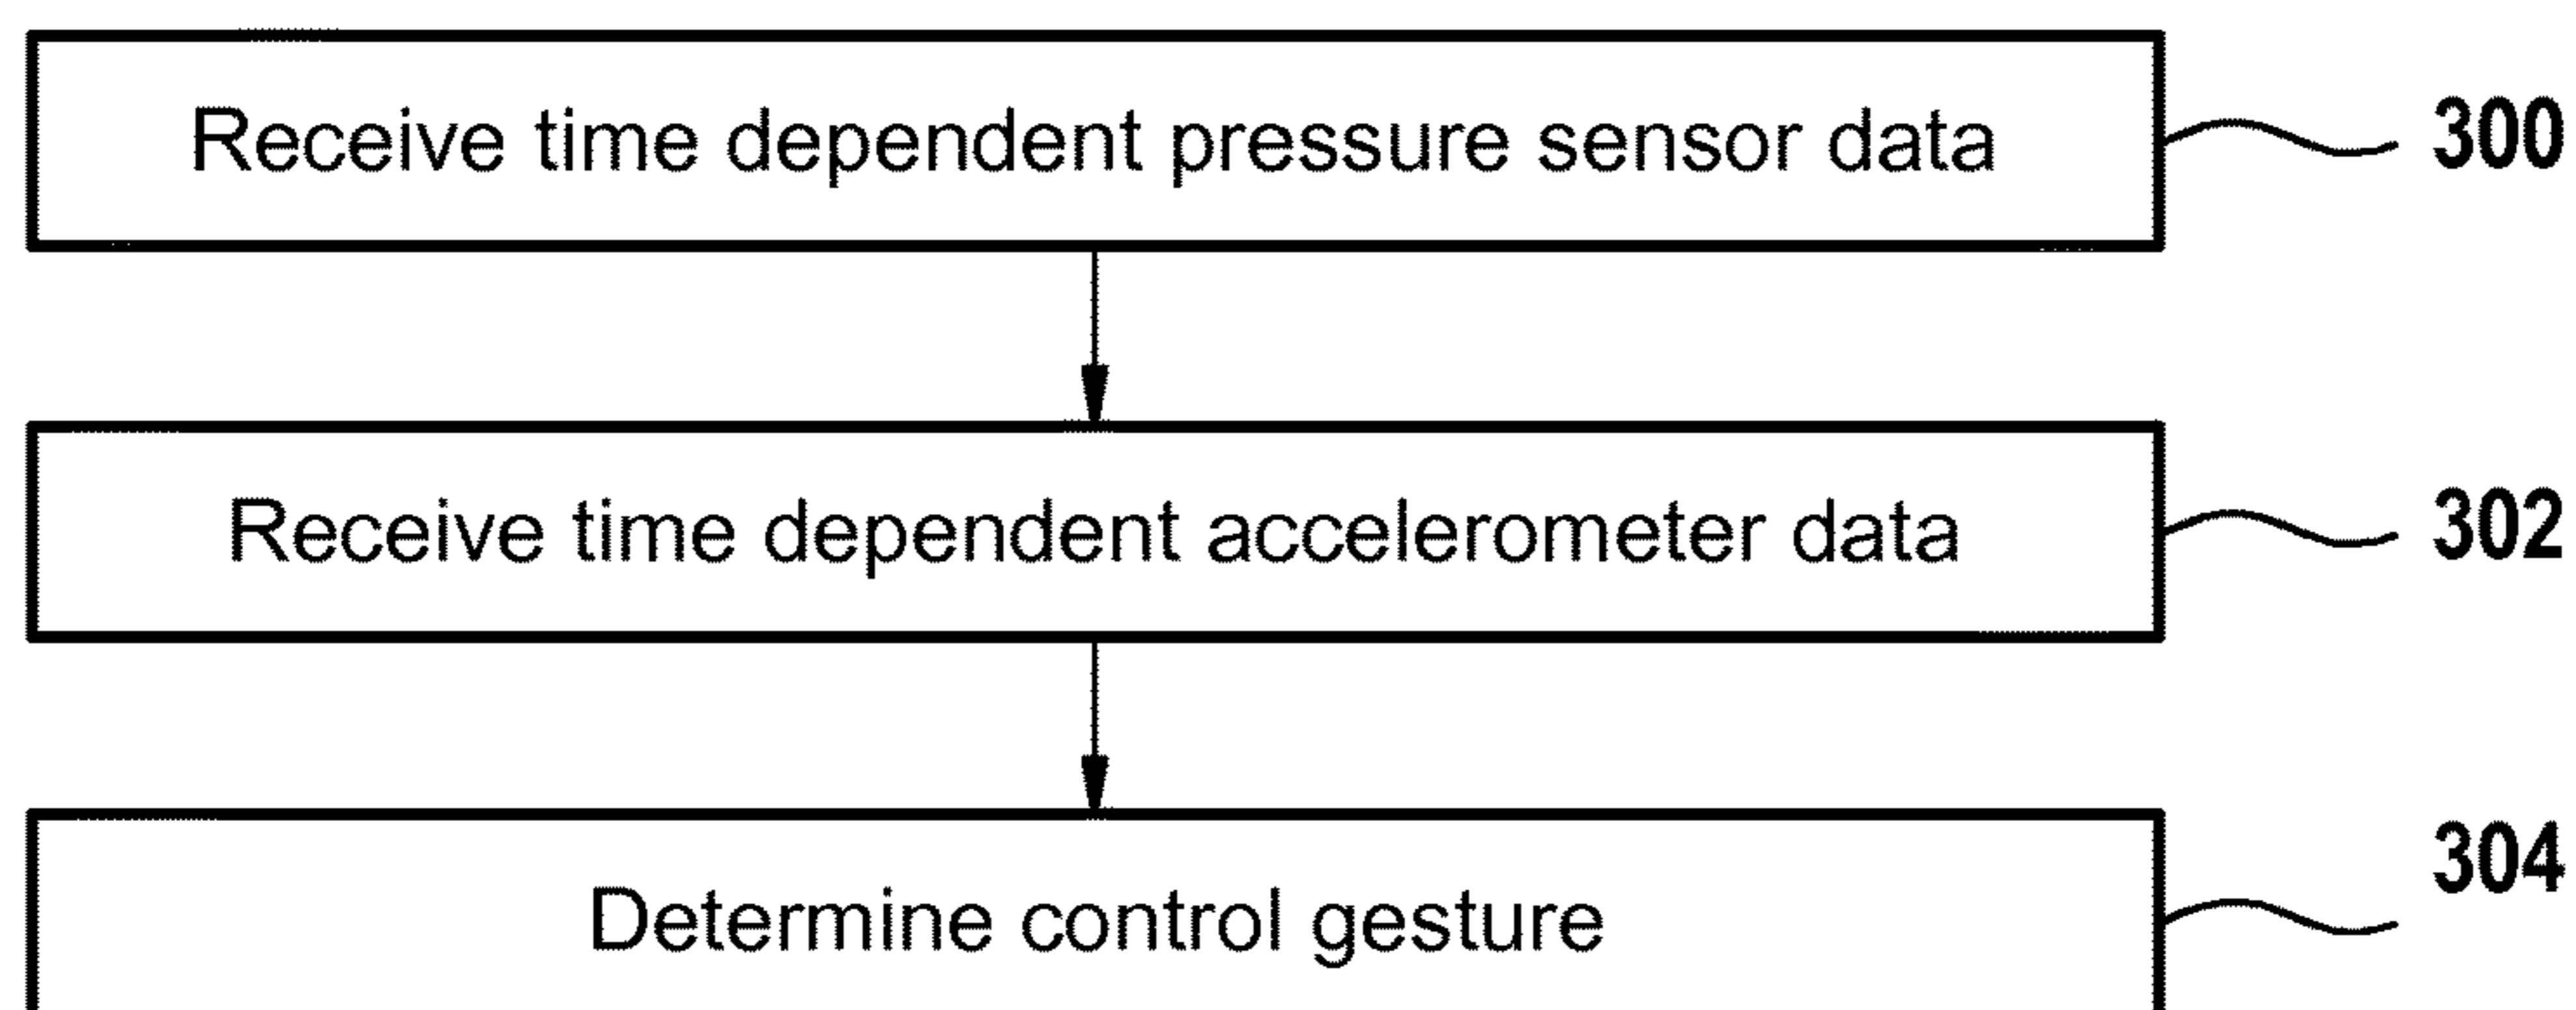 Receive time dependent pressure sensor data 300
Receive time dependent accelerometer data 302
Determine control gesture 304